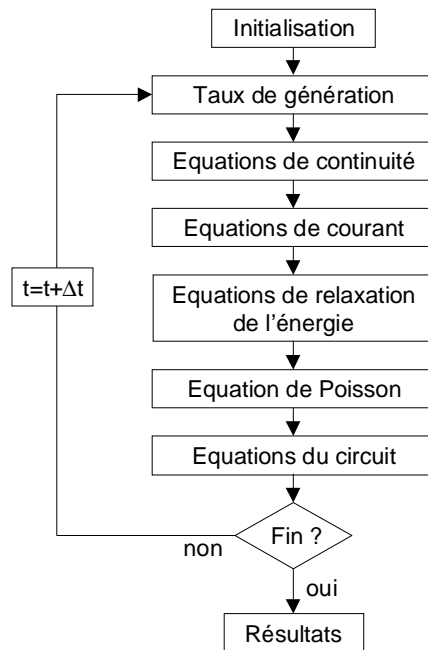 Initialisation
Taux de génération
Equations de continuité
Equations de courant
t=t+Δt
Equations de relaxation
de l'énergie
Equation de Poisson
Equations du circuit
Fin ?
non
oui
Résultats